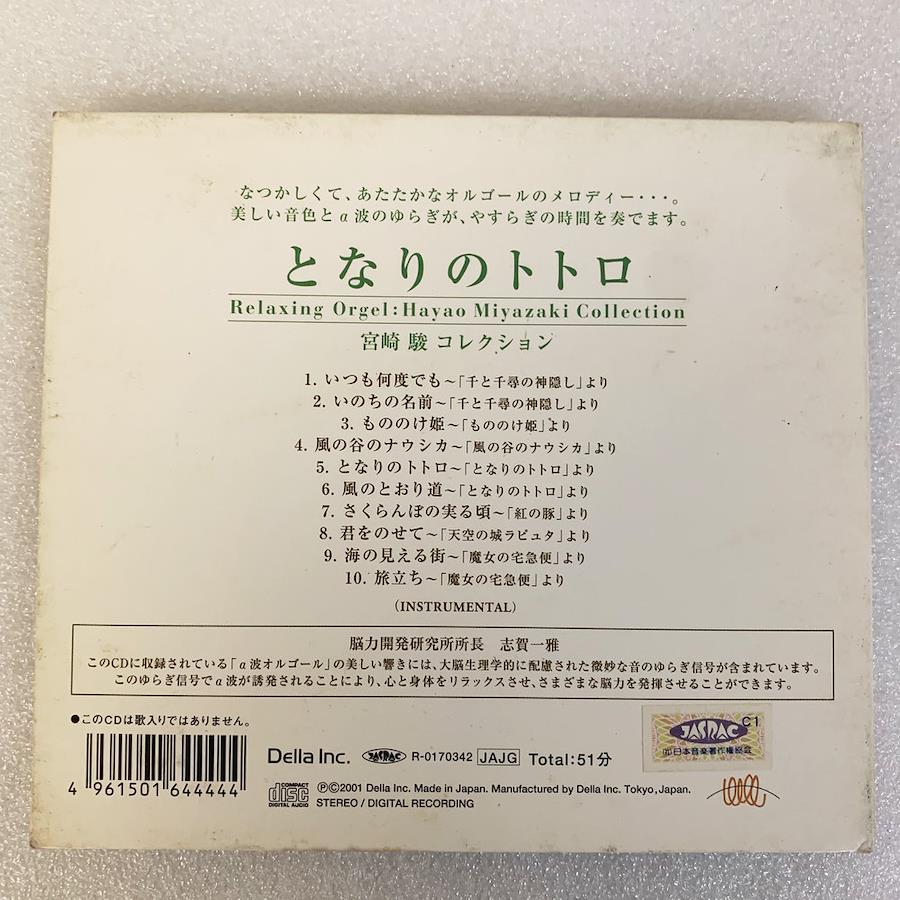 なつかしくて、あたたかなオルゴールのメロディー・・・。
美しい音色とα波のゆらぎが、やすらぎの時間を奏でます。
となりのトトロ
Relaxing Orgel:Hayao Miyazaki Collection
宮崎 駿 コレクション
1. いつも何度でも〜「千と千尋の神隠し」より
2. いのちの名前〜「千と千尋の神隠し」より
3. もののけ姫〜「もののけ姫」より
4. 風の谷のナウシカ〜「風の谷のナウシカ」より
5. となりのトトロ〜「となりのトトロ」より
6. 風のとおり道〜「となりのトトロ」より
7. さくらんぼの実る頃〜「紅の豚」より
8. 君をのせて〜「天空の城ラピュタ」より
9. 海の見える街〜「魔女の宅急便」より
10. 旅立ち〜「魔女の宅急便」より
(INSTRUMENTAL)
脳力開発研究所所長 志賀一雅
このCDに収録されている「α波オルゴール」の美しい響きには、大脳生理学的に配慮された微妙な音のゆらぎ信号が含まれています。
このゆらぎ信号でα波が誘発されることにより、心と身体をリラックスさせ、さまざまな脳力を発揮させることができます。
●このCDは歌入りではありません。
4 961501 644444
Della Inc. JASRAC R-0170342 JAJG Total:51分
COMPACT disc DIGITAL AUDIO
ⓅⒸ2001 Della Inc. Made in Japan. Manufactured by Della Inc. Tokyo,Japan.
STEREO / DIGITAL RECORDING
JASRAC C1
(社)日本音楽著作権協会